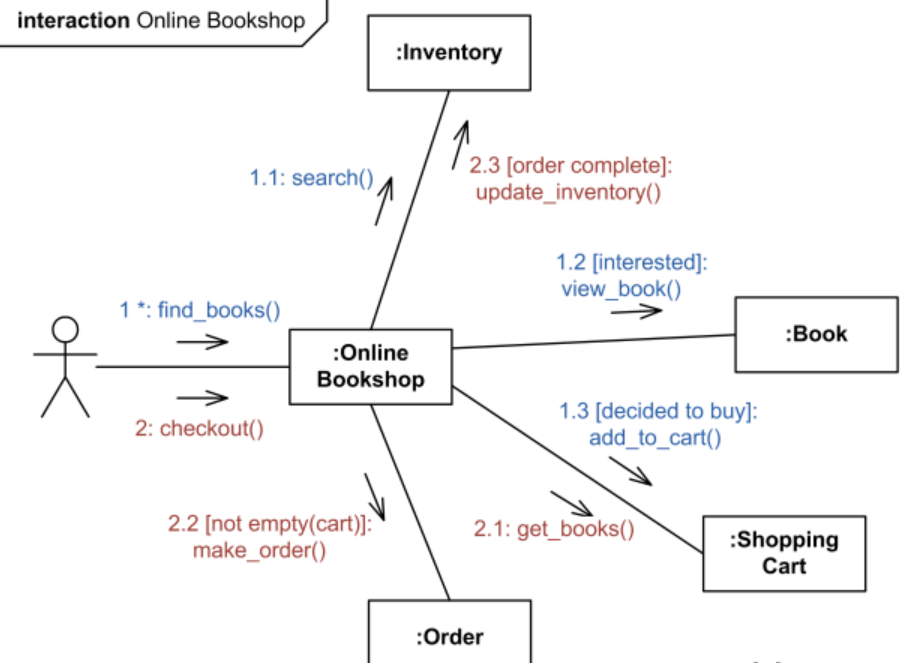 interaction Online Bookshop
:Inventory
1.1: search()
2.3 [order complete]:
update_inventory()
1.2 [interested]:
view_book()
1 *: find_books()
:Book
:Online
Bookshop
2: checkout()
1.3 [decided to buy]:
add_to_cart()
2.2 [not empty(cart)]:
make_order()
2.1: get_books()
:Shopping
Cart
:Order